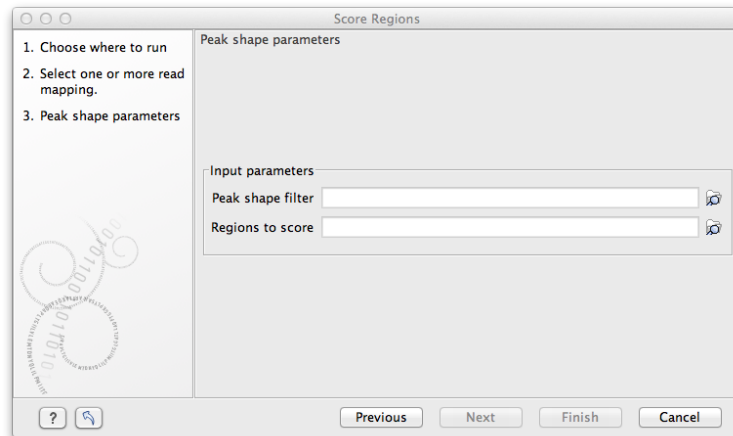 Score Regions
1. Choose where to run
2. Select one or more read
mapping.
3. Peak shape parameters
Peak shape parameters
Input parameters
Peak shape filter
Regions to score
?
Previous
Next
Finish
Cancel